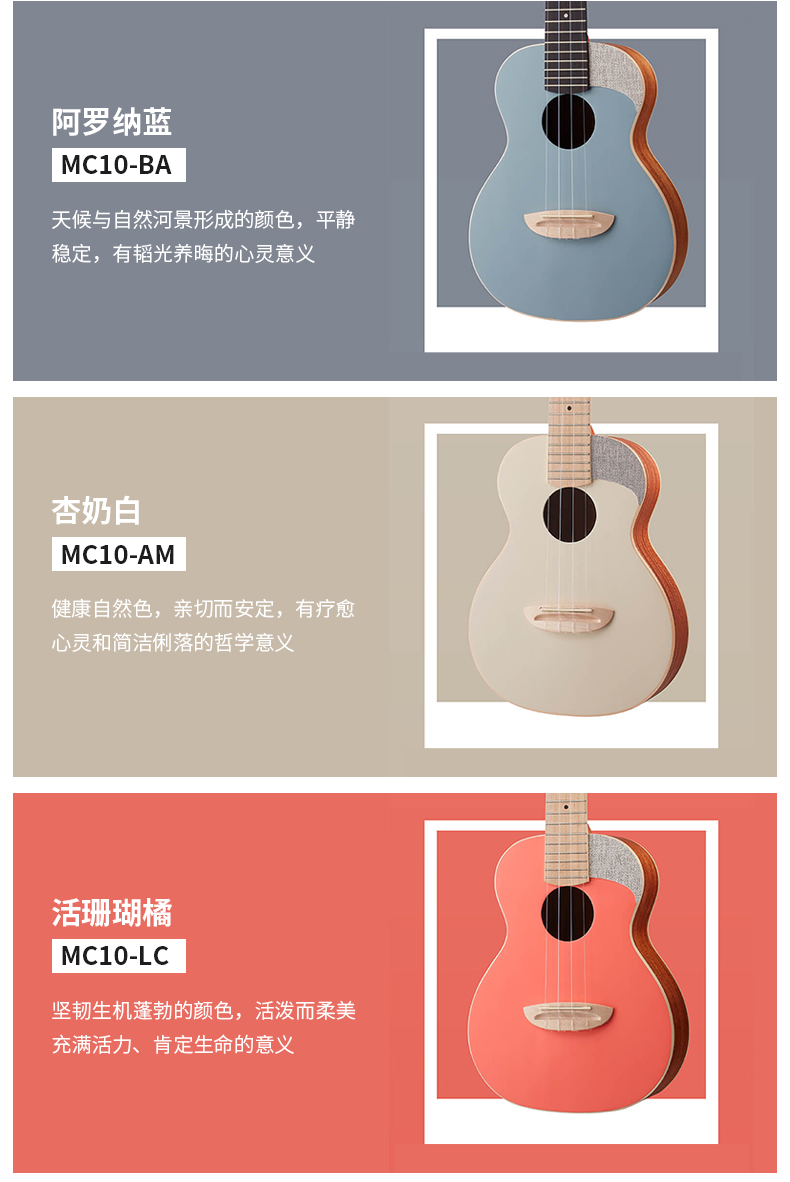 阿罗纳蓝
MC10-BA
天候与自然河景形成的颜色，平静
稳定，有韬光养晦的心灵意义
杏奶白
MC10-AM
健康自然色，亲切而安定，有疗愈
心灵和简洁俐落的哲学意义
活珊瑚橘
MC10-LC
坚韧生机蓬勃的颜色，活泼而柔美
充满活力、肯定生命的意义